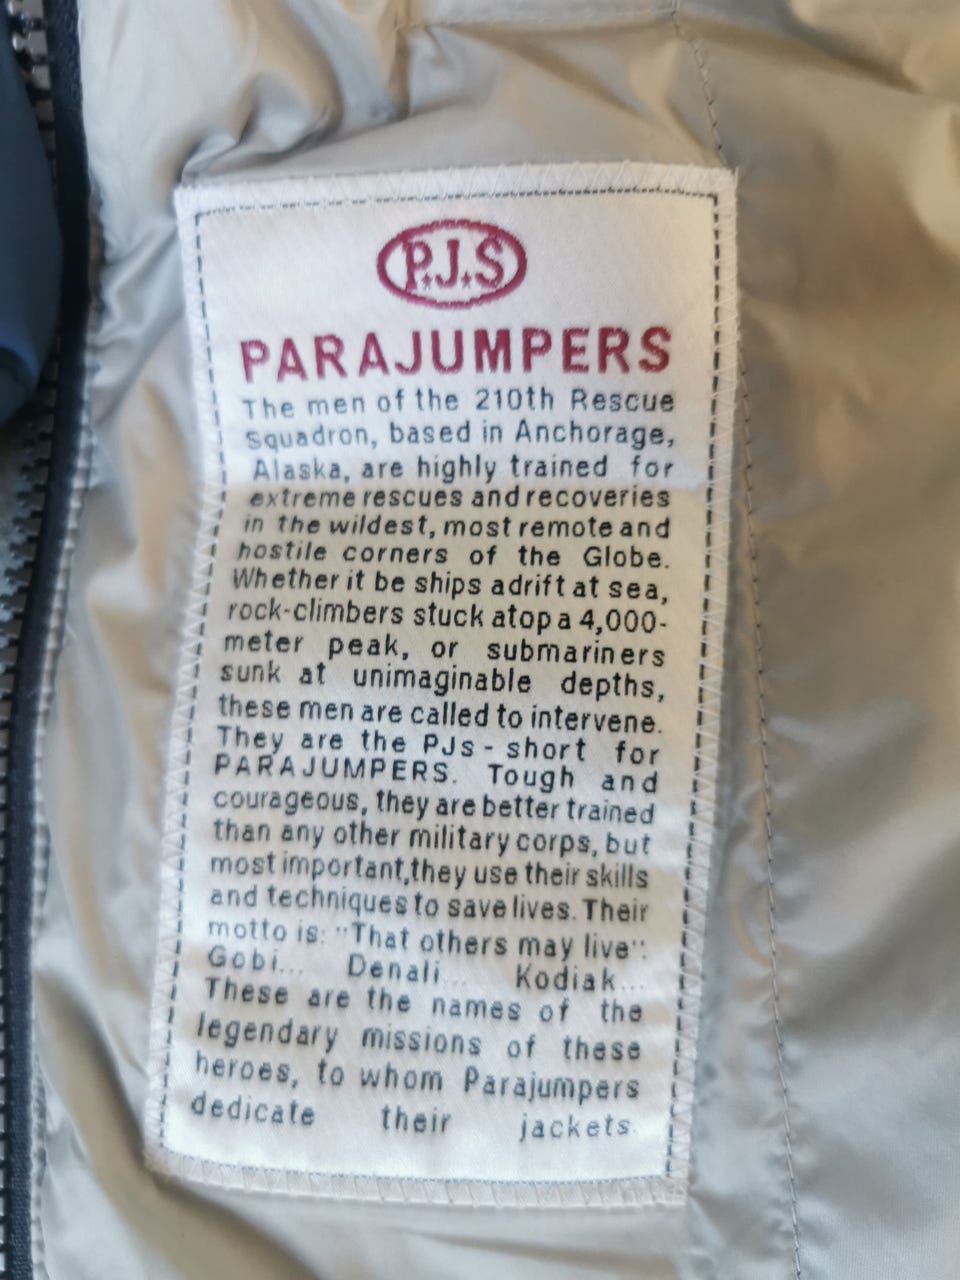 P.J.S
PARAJUMPERS
The men of the 210th Rescue
Squadron, based in Anchorage,
Alaska, are highly trained for
extreme rescues and recoveries
in the wildest, most remote and
hostile corners of the Globe.
Whether it be ships adrift at sea,
rock-climbers stuck atop a 4,000-
meter peak, or submariners
sunk at unimaginable depths,
these men are called to intervene.
They are the PJs - short for
PARAJUMPERS. Tough and
courageous, they are better trained
than any other military corps, but
most important,they use their skills
and techniques to save lives. Their
motto is: "That others may live":
Gobi... Denali... Kodiak...
These are the names of the
legendary missions of these
heroes, to whom Parajumpers
dedicate their jackets.